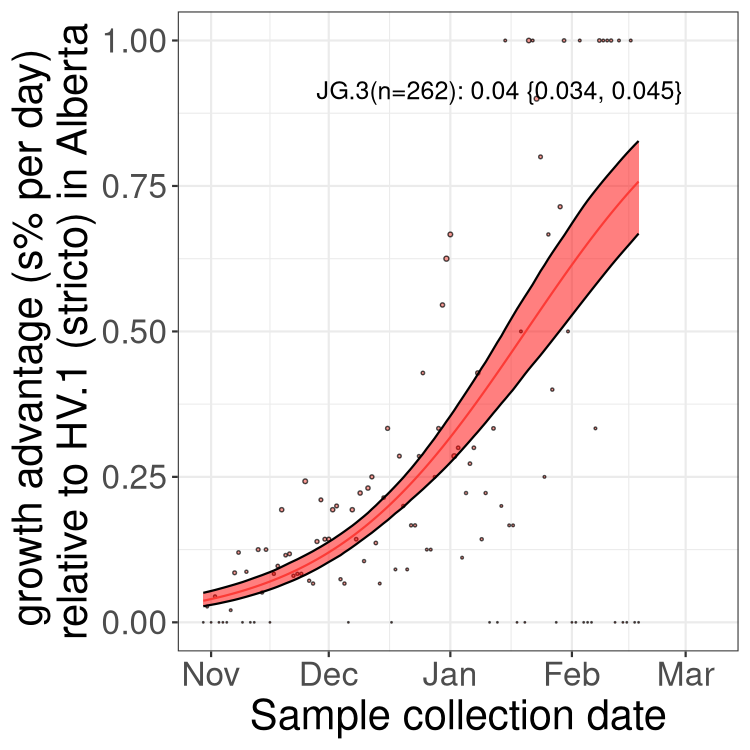 growth advantage (s% per day)
relative to HV.1 (stricto) in Alberta
1.00
0.75
0.50
0.25
0.00
JG.3(n=262): 0.04 {0.034, 0.045}
Nov Dec Jan Feb Mar
Sample collection date